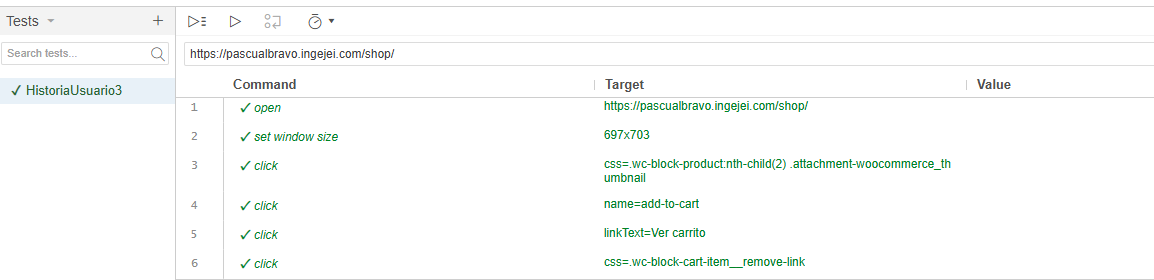 Tests
Search tests...
https://pascualbravo.ingejei.com/shop/
✓ HistoriaUsuario3
Command Target Value
1 ✓ open https://pascualbravo.ingejei.com/shop/
2 ✓ set window size 697x703
3 ✓ click css=.wc-block-product:nth-child(2) .attachment-woocommerce_th
umbnail
4 ✓ click name=add-to-cart
5 ✓ click linkText=Ver carrito
6 ✓ click css=.wc-block-cart-item__remove-link